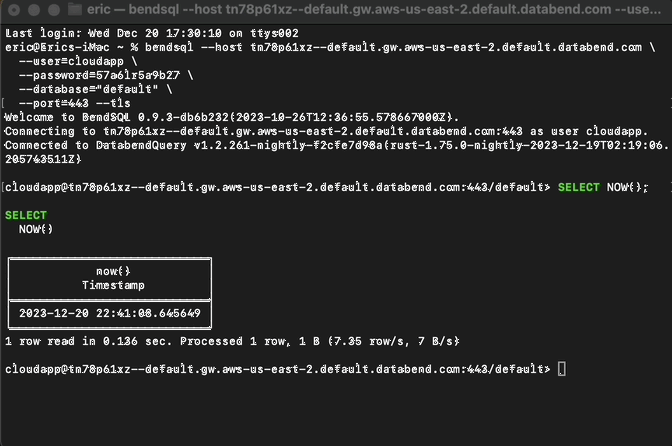 eric — bendsql --host tn78p61xz--default.gw.aws-us-east-2.default.databend.com --use...
Last login: Wed Dec 20 17:30:10 on ttys002
eric@Erics-iMac ~ % bendsql --host tn78p61xz--default.gw.aws-us-east-2.default.databend.com \
--user=cloudapp \
--password=57a6lr5a9b27 \
--database="default" \
--port=443 --tls
Welcome to BendSQL 0.9.3-db6b232(2023-10-26T12:36:55.578667000Z).
Connecting to tn78p61xz--default.gw.aws-us-east-2.default.databend.com:443 as user cloudapp.
Connected to DatabendQuery v1.2.261-nightly-f2cfe7d98a(rust-1.75.0-nightly-2023-12-19T02:19:06.
205743511Z)
cloudapp@tn78p61xz--default.gw.aws-us-east-2.default.databend.com:443/default> SELECT NOW();
SELECT
NOW()
now()
Timestamp
2023-12-20 22:41:08.645649
1 row read in 0.136 sec. Processed 1 row, 1 B (7.35 row/s, 7 B/s)
cloudapp@tn78p61xz--default.gw.aws-us-east-2.default.databend.com:443/default>